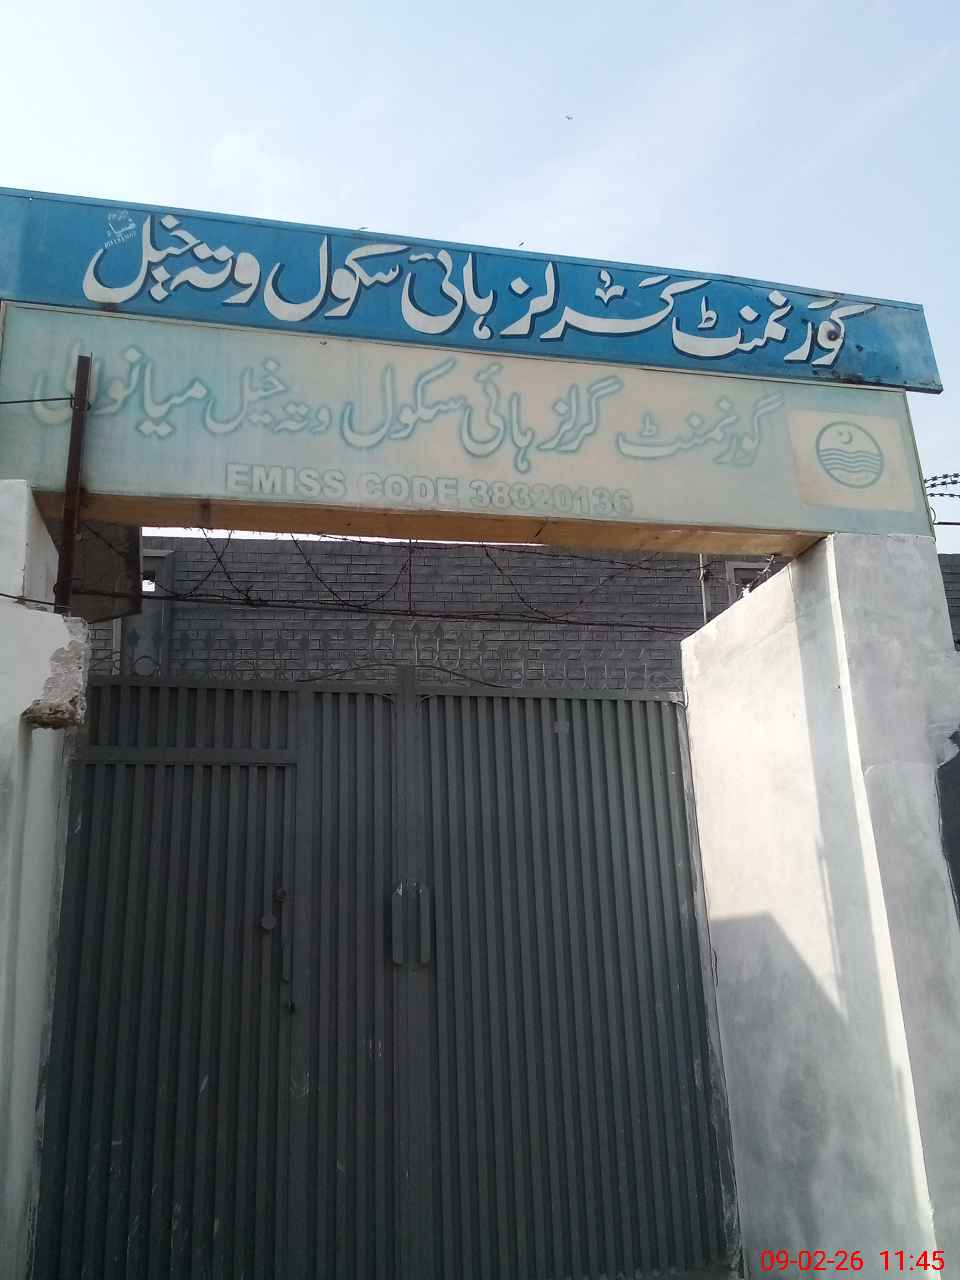 گورنمنٹ گرلز ہائی سکول وتہ خیل
گورنمنٹ گرلز ہائی سکول وتہ خیل میانوالی
EMISS CODE 38320136
09-02-26 11:45